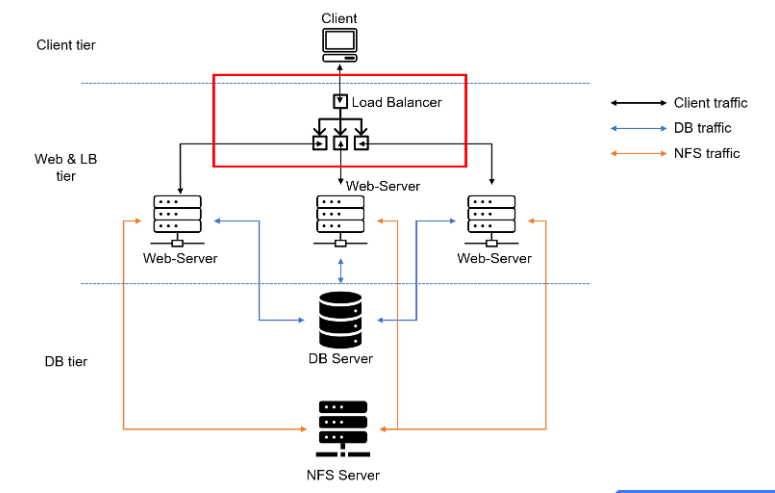 Client
Client tier
Load Balancer
Client traffic
DB traffic
NFS traffic
Web & LB
tier
Web-Server
Web-Server
Web-Server
DB Server
DB tier
NFS Server